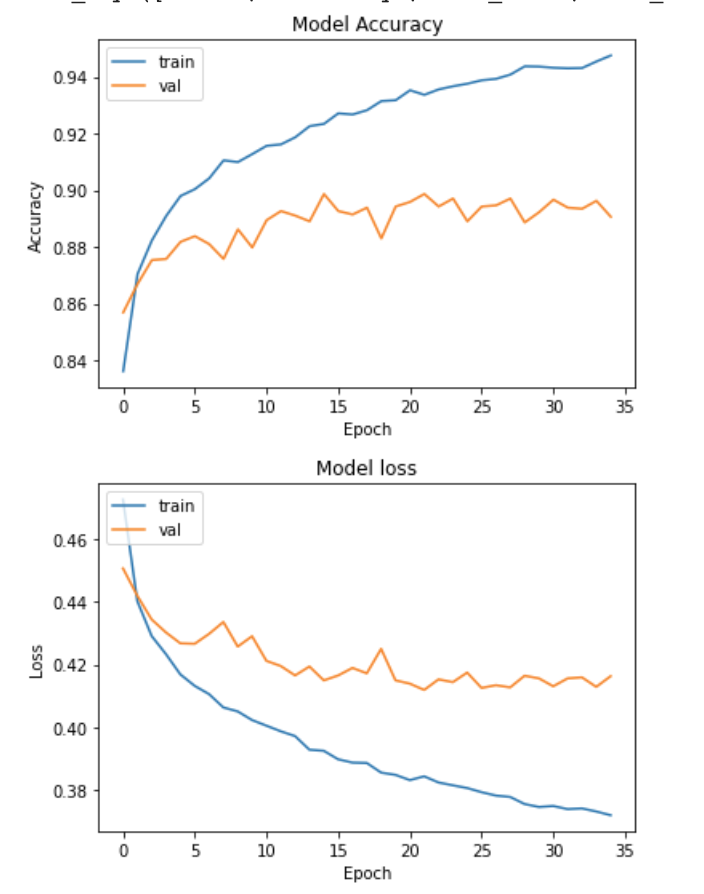 Model Accuracy
train
val
0.94
0.92
0.90
0.88
0.86
0.84
Accuracy
0 5 10 15 20 25 30 35
Epoch
Model loss
train
val
0.46
0.44
0.42
0.40
0.38
Loss
0 5 10 15 20 25 30 35
Epoch